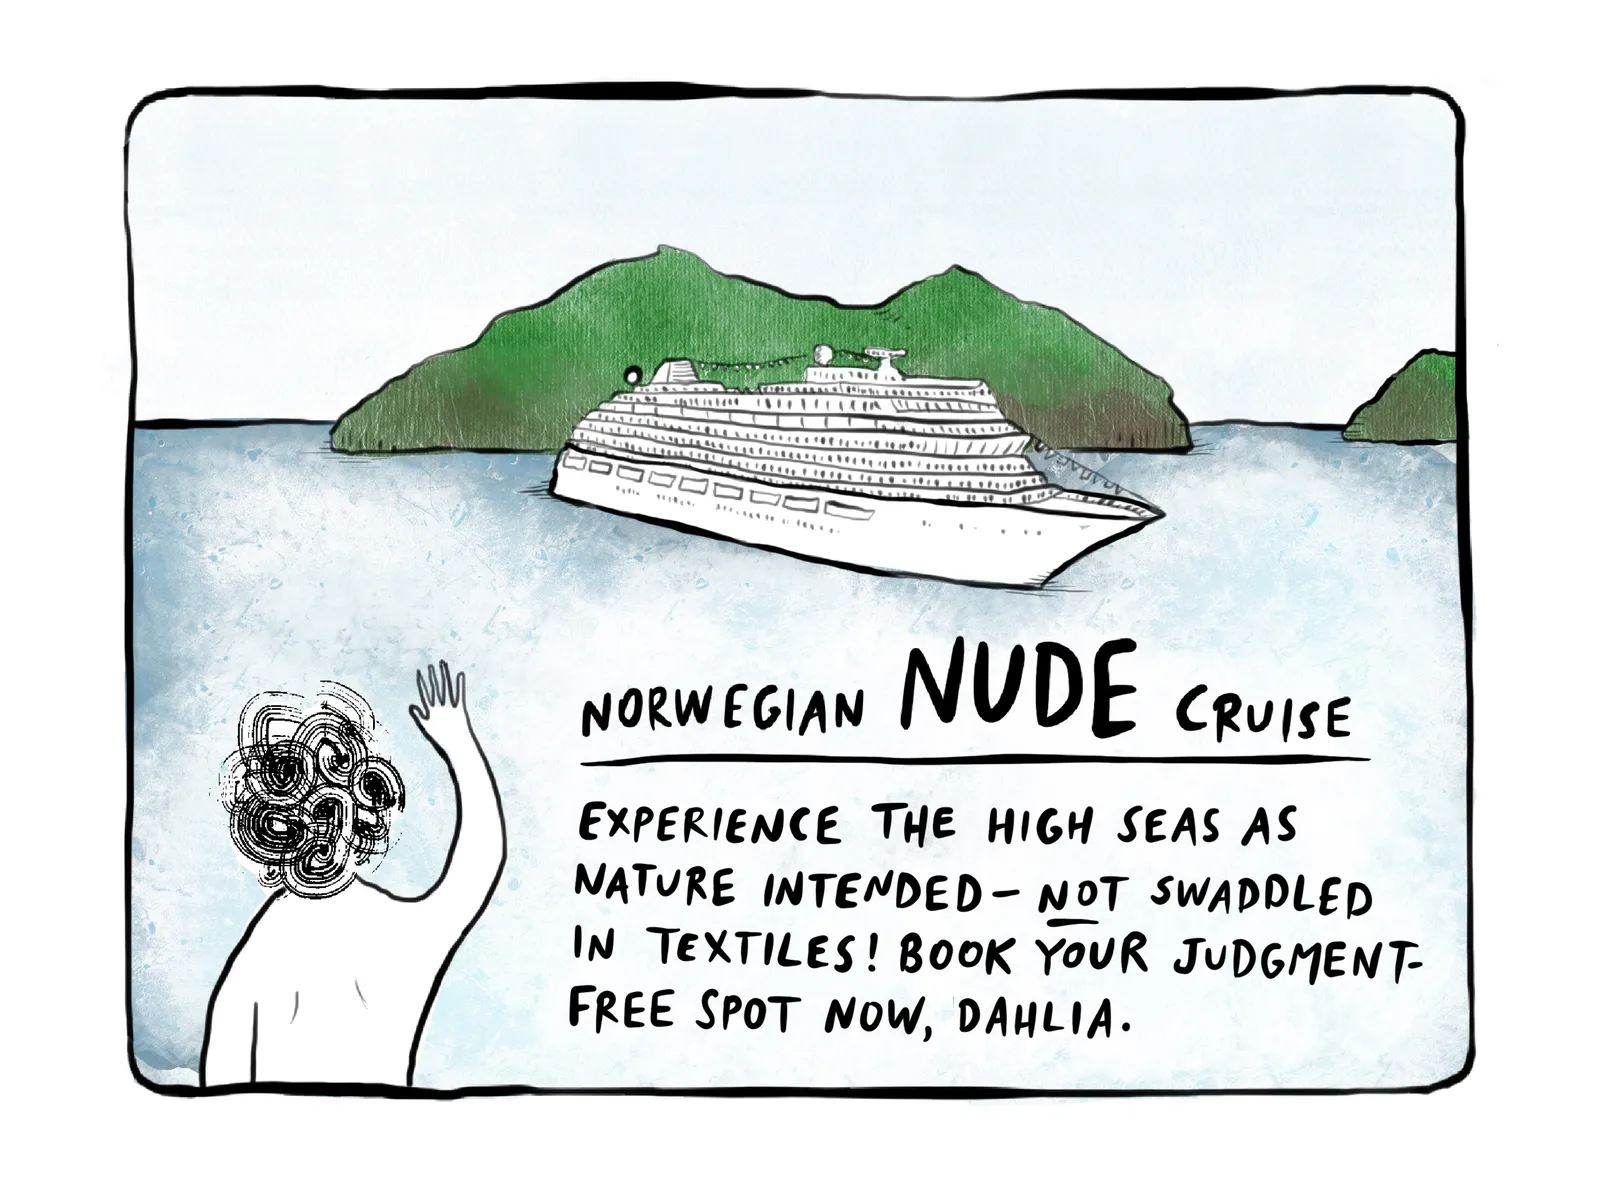 NORWEGIAN NUDE CRUISE
EXPERIENCE THE HIGH SEAS AS
NATURE INTENDED – NOT SWADDLED
IN TEXTILES! BOOK YOUR JUDGMENT-
FREE SPOT NOW, DAHLIA.